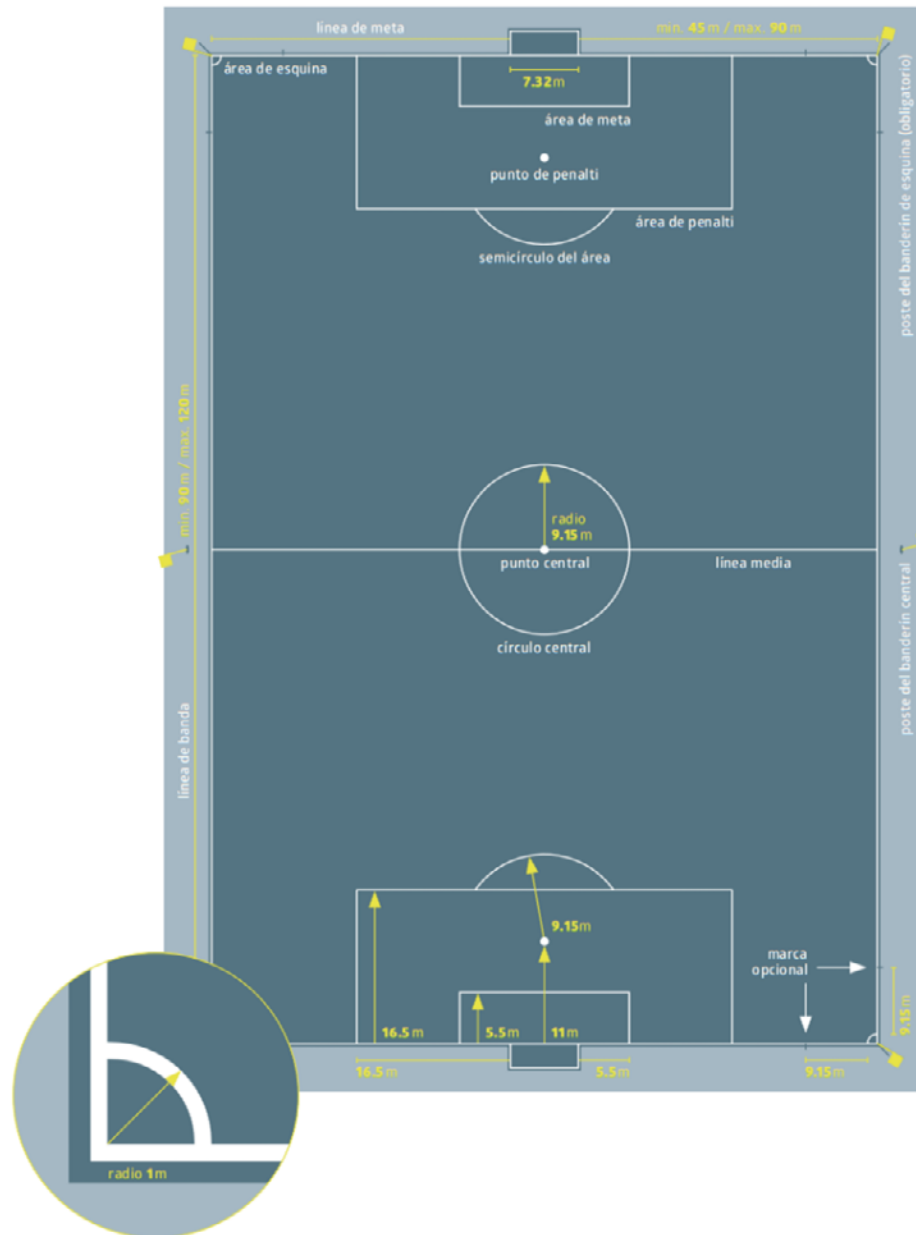 línea de meta
min. 45 m / max. 90 m
área de esquina
7.32 m
área de meta
poste del banderín de esquina (obligatorio)
punto de penalti
área de penalti
semicírculo del área
min. 90 m / max. 120 m
radio
9.15 m
punto central
línea media
poste del banderín central
círculo central
línea de banda
9.15 m
marca
opcional
9.15 m
16.5 m
5.5 m
11 m
16.5 m
5.5 m
9.15 m
radio 1 m